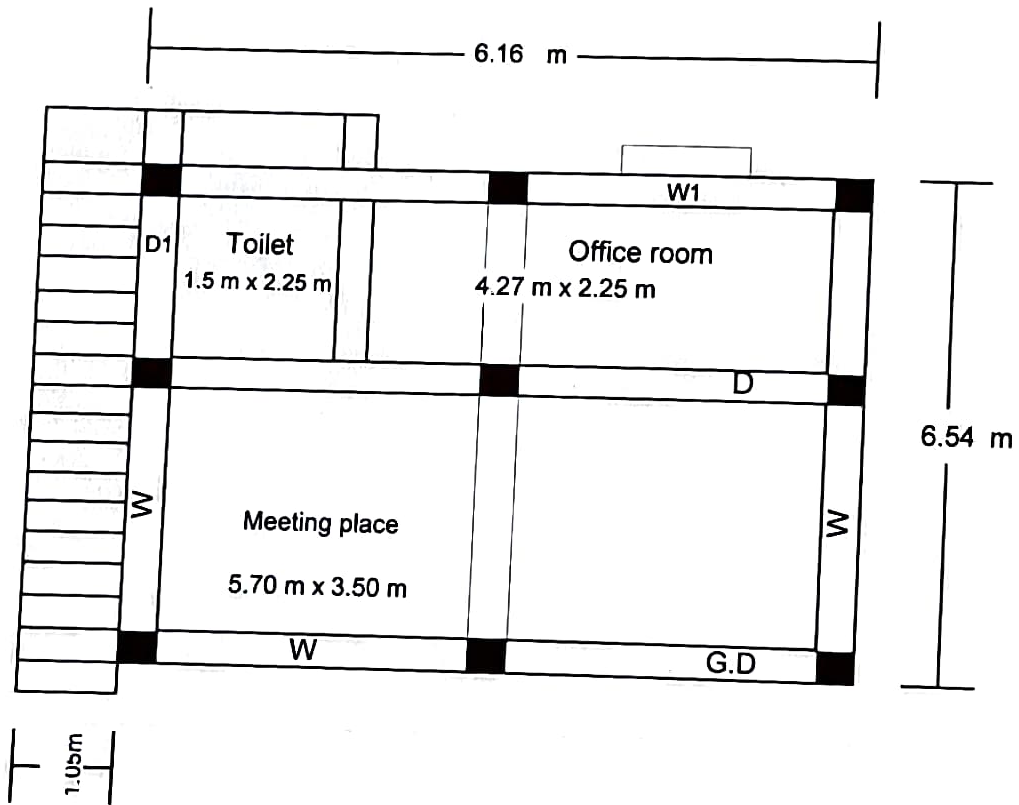 6.16 m
W1
D1
Toilet
1.5 m x 2.25 m
Office room
4.27 m x 2.25 m
D
6.54 m
W
W
Meeting place
5.70 m x 3.50 m
W
G.D
1.05m